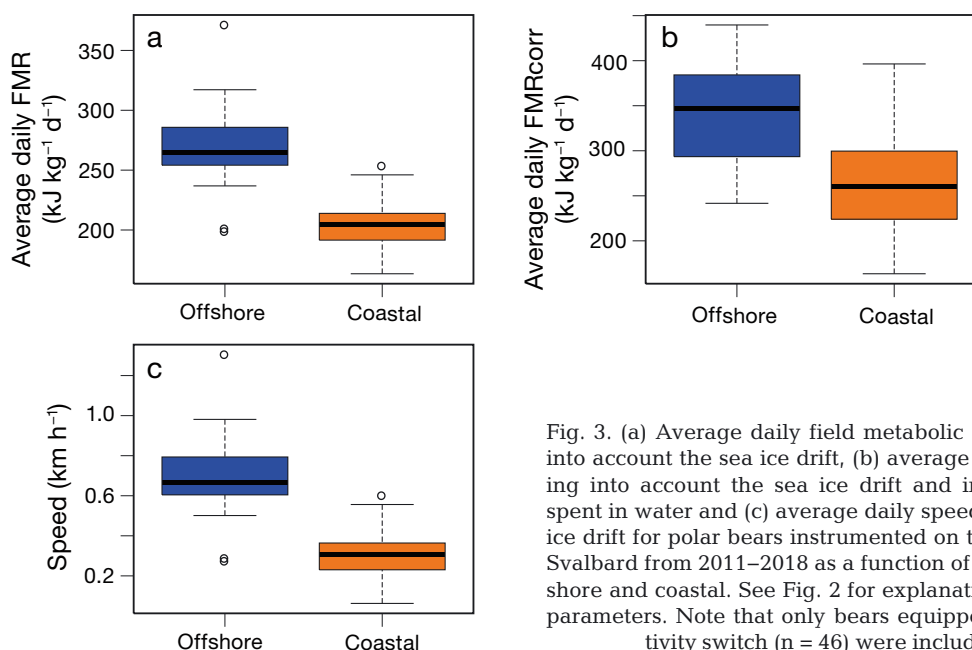 a
Average daily FMR
(kJ kg⁻¹ d⁻¹)
350
300
250
200
Offshore
Coastal
b
Average daily FMRcorr
(kJ kg⁻¹ d⁻¹)
400
300
200
Offshore
Coastal
c
Speed (km h⁻¹)
1.0
0.6
0.2
Offshore
Coastal
Fig. 3. (a) Average daily field metabolic
into account the sea ice drift, (b) average
ing into account the sea ice drift and in
spent in water and (c) average daily speed
ice drift for polar bears instrumented on t
Svalbard from 2011–2018 as a function of
shore and coastal. See Fig. 2 for explanati
parameters. Note that only bears equippe
tivity switch (n = 46) were includ